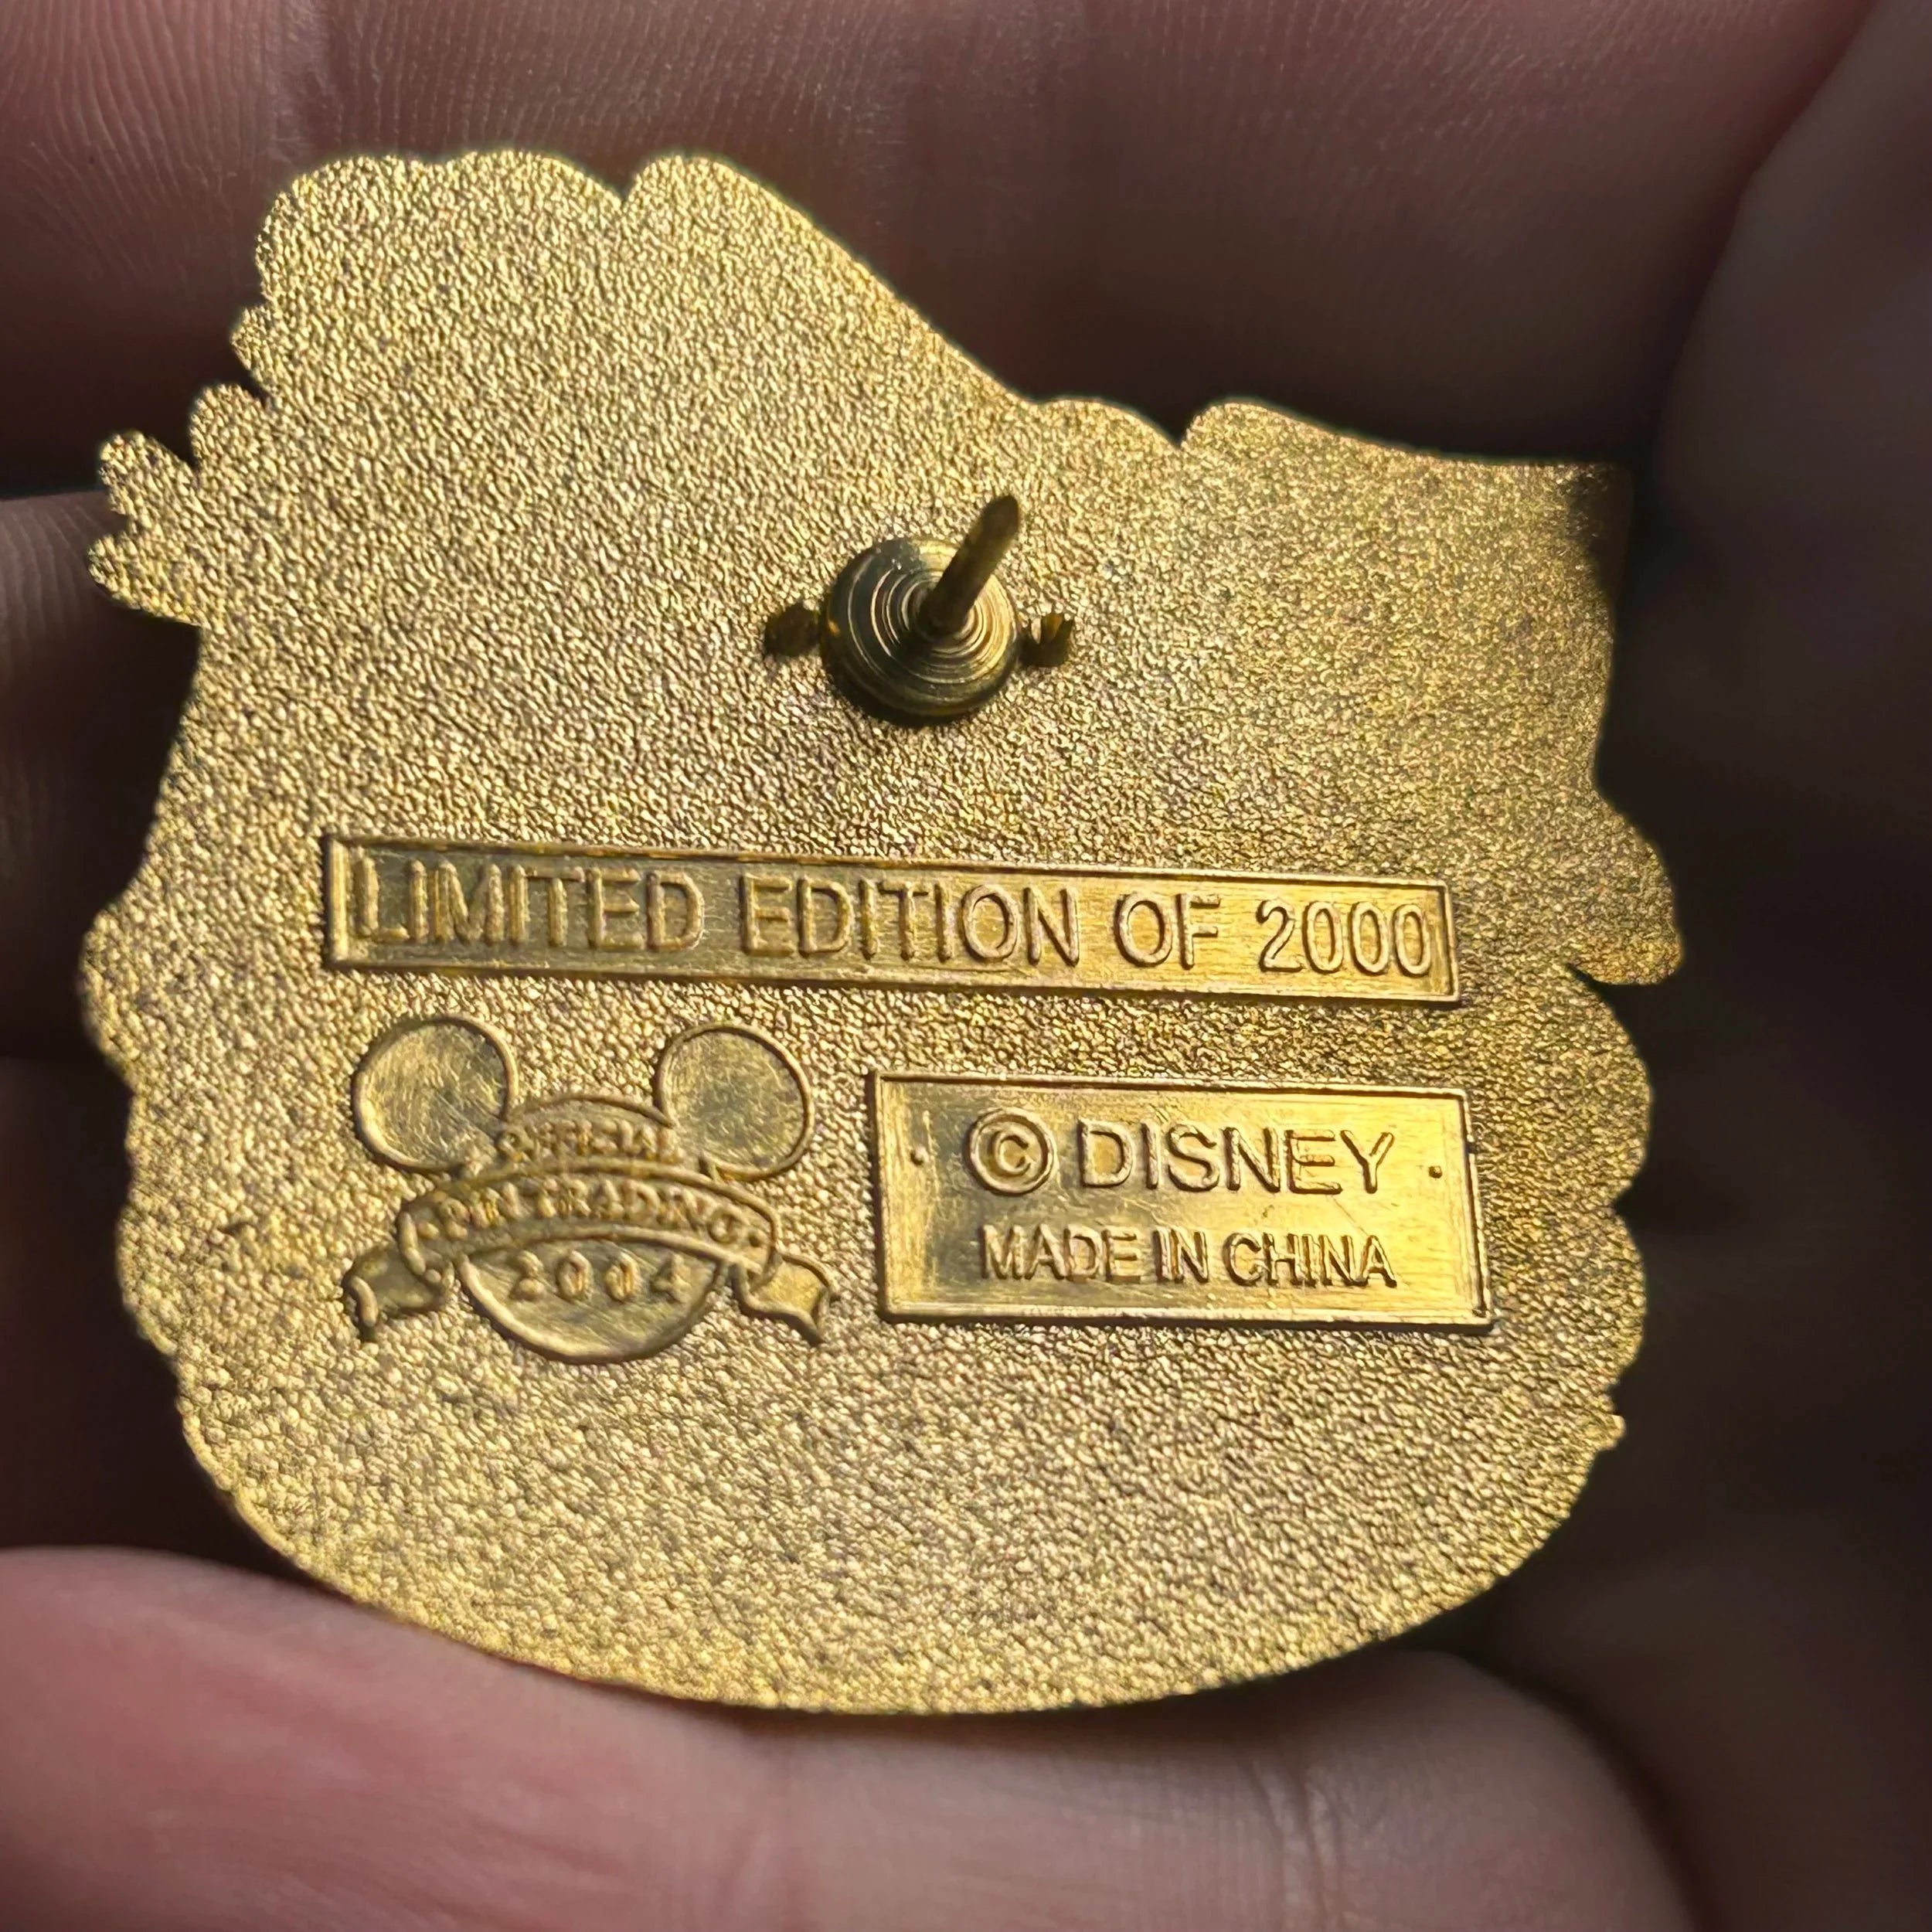 LIMITED EDITION OF 2000
OFFICIAL
·PIN TRADING·
2004
· © DISNEY ·
MADE IN CHINA